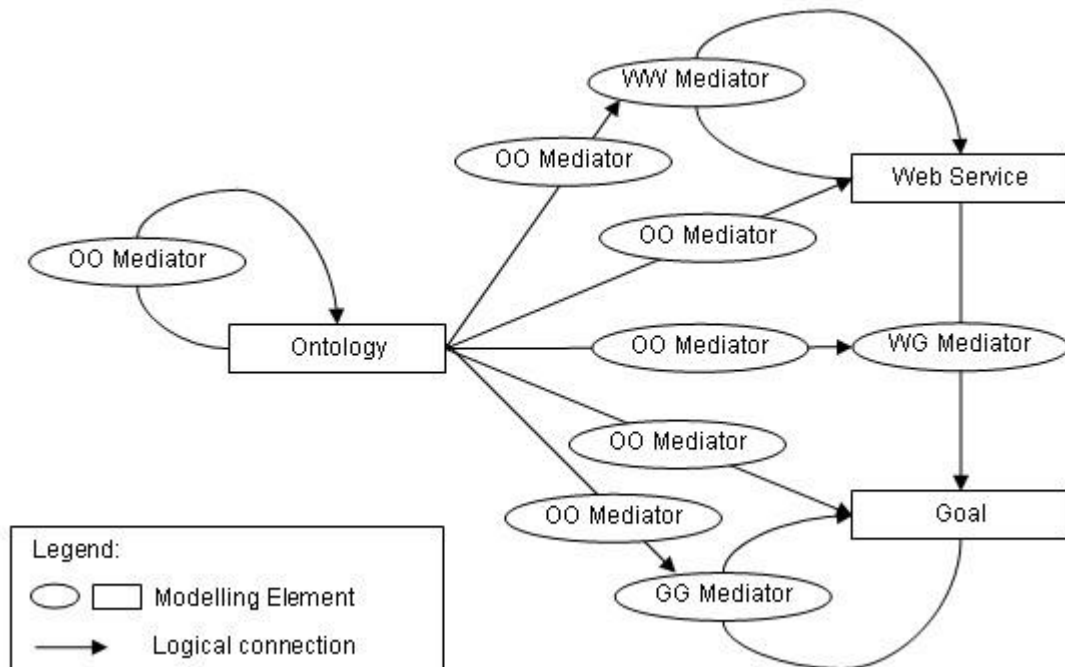 WW Mediator
OO Mediator
Web Service
OO Mediator
OO Mediator
Ontology
OO Mediator
WG Mediator
OO Mediator
OO Mediator
Goal
GG Mediator
Legend:
Modelling Element
Logical connection